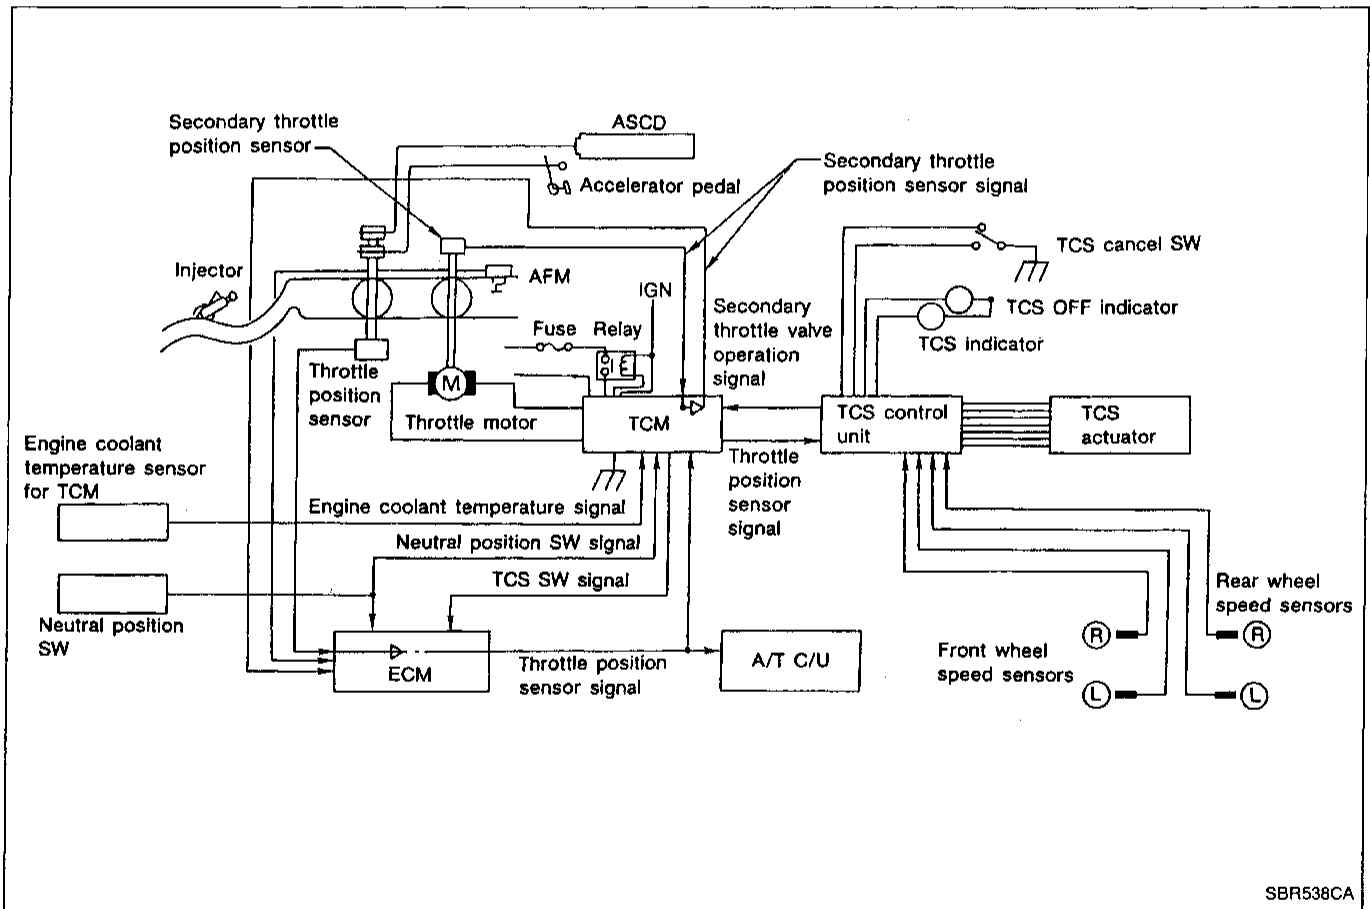 Secondary throttle
position sensor
ASCD
Accelerator pedal
Secondary throttle
position sensor signal
TCS cancel SW
Injector
AFM
IGN
TCS OFF indicator
Secondary
throttle valve
operation
signal
Fuse
Relay
TCS indicator
Throttle
position
sensor
M
Throttle motor
TCM
TCS control
unit
TCS
actuator
Engine coolant
temperature sensor
for TCM
Throttle
position
sensor
signal
Engine coolant temperature signal
Neutral position SW signal
TCS SW signal
Neutral position
SW
Rear wheel
speed sensors
R
R
Front wheel
speed sensors
L
L
ECM
Throttle position
sensor signal
A/T C/U
SBR538CA